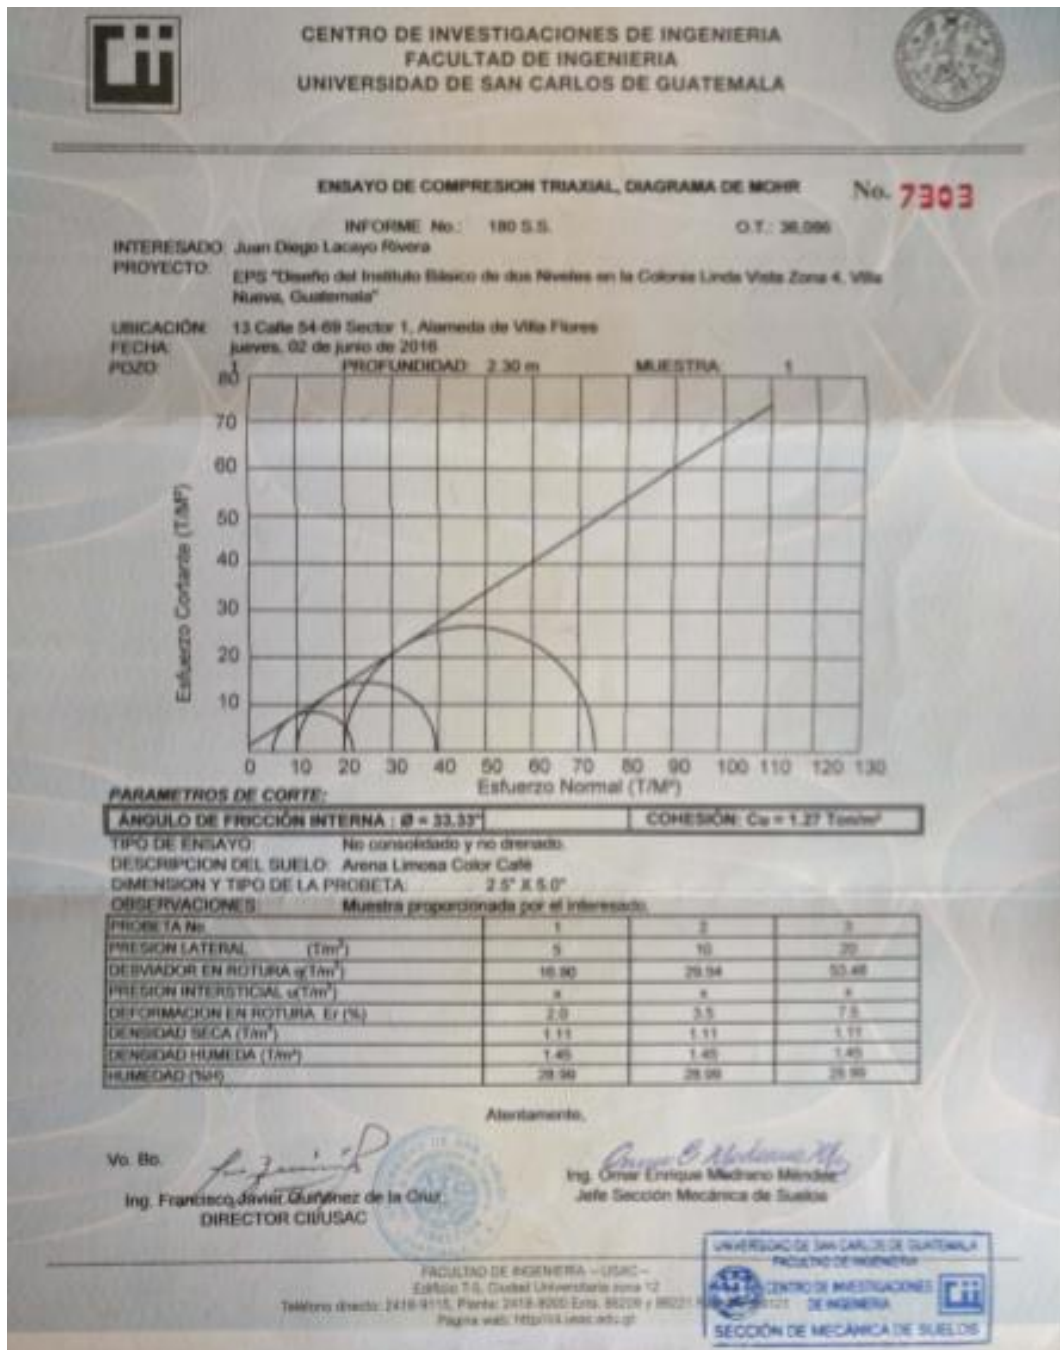 CENTRO DE INVESTIGACIONES DE INGENIERIA
FACULTAD DE INGENIERIA
UNIVERSIDAD DE SAN CARLOS DE GUATEMALA
ENSAYO DE COMPRESION TRIAXIAL, DIAGRAMA DE MOHR No. 7303
INFORME No.: 180 S.S. O.T.: 36,086
INTERESADO: Juan Diego Lacayo Rivera
PROYECTO: EPS "Diseño del Instituto Básico de dos Niveles en la Colonia Linda Vista Zona 4, Villa
Nueva, Guatemala"
UBICACIÓN: 13 Calle 54-69 Sector 1, Alameda de Villa Flores
FECHA: jueves, 02 de junio de 2016
POZO: 1 PROFUNDIDAD: 2.30 m MUESTRA: 1
80
70
60
50
40
30
20
10
Esfuerzo Cortante (T/M²)
0 10 20 30 40 50 60 70 80 90 100 110 120 130
Esfuerzo Normal (T/M²)
PARAMETROS DE CORTE:
ÁNGULO DE FRICCIÓN INTERNA : Ø = 33,33° COHESIÓN: Cu = 1.27 Ton/m²
TIPO DE ENSAYO: No consolidado y no drenado.
DESCRIPCION DEL SUELO: Arena Limosa Color Café
DIMENSION Y TIPO DE LA PROBETA: 2.5" X 5.0"
OBSERVACIONES: Muestra proporcionada por el interesado.
PROBETA No. 1 2 3
PRESION LATERAL (T/m²) 5 10 20
DESVIADOR EN ROTURA q(T/m²) 16.90 29.94 53.48
PRESION INTERSTICIAL u(T/m²) x x x
DEFORMACION EN ROTURA Er (%) 2.0 3.5 7.5
DENSIDAD SECA (T/m³) 1.11 1.11 1.11
DENSIDAD HUMEDA (T/m³) 1.45 1.45 1.45
HUMEDAD (%H)
Atentamente,
Vo. Bo.
Ing. Francisco Javier Quiñónez de la Cruz
DIRECTOR CII/USAC
Ing. Omar Enrique Medrano Méndez
Jefe Sección Mecánica de Suelos
FACULTAD DE INGENIERIA -USAC-
Edificio T-5, Ciudad Universitaria zona 12
Teléfono directo: 2418-9115, Planta: 2418-8000 Exts. 86209 y 86221
Página web: http//cii.usac.edu.gt
UNIVERSIDAD DE SAN CARLOS DE GUATEMALA
FACULTAD DE INGENIERIA
CENTRO DE INVESTIGACIONES
DE INGENIERIA
SECCIÓN DE MECÁNICA DE SUELOS